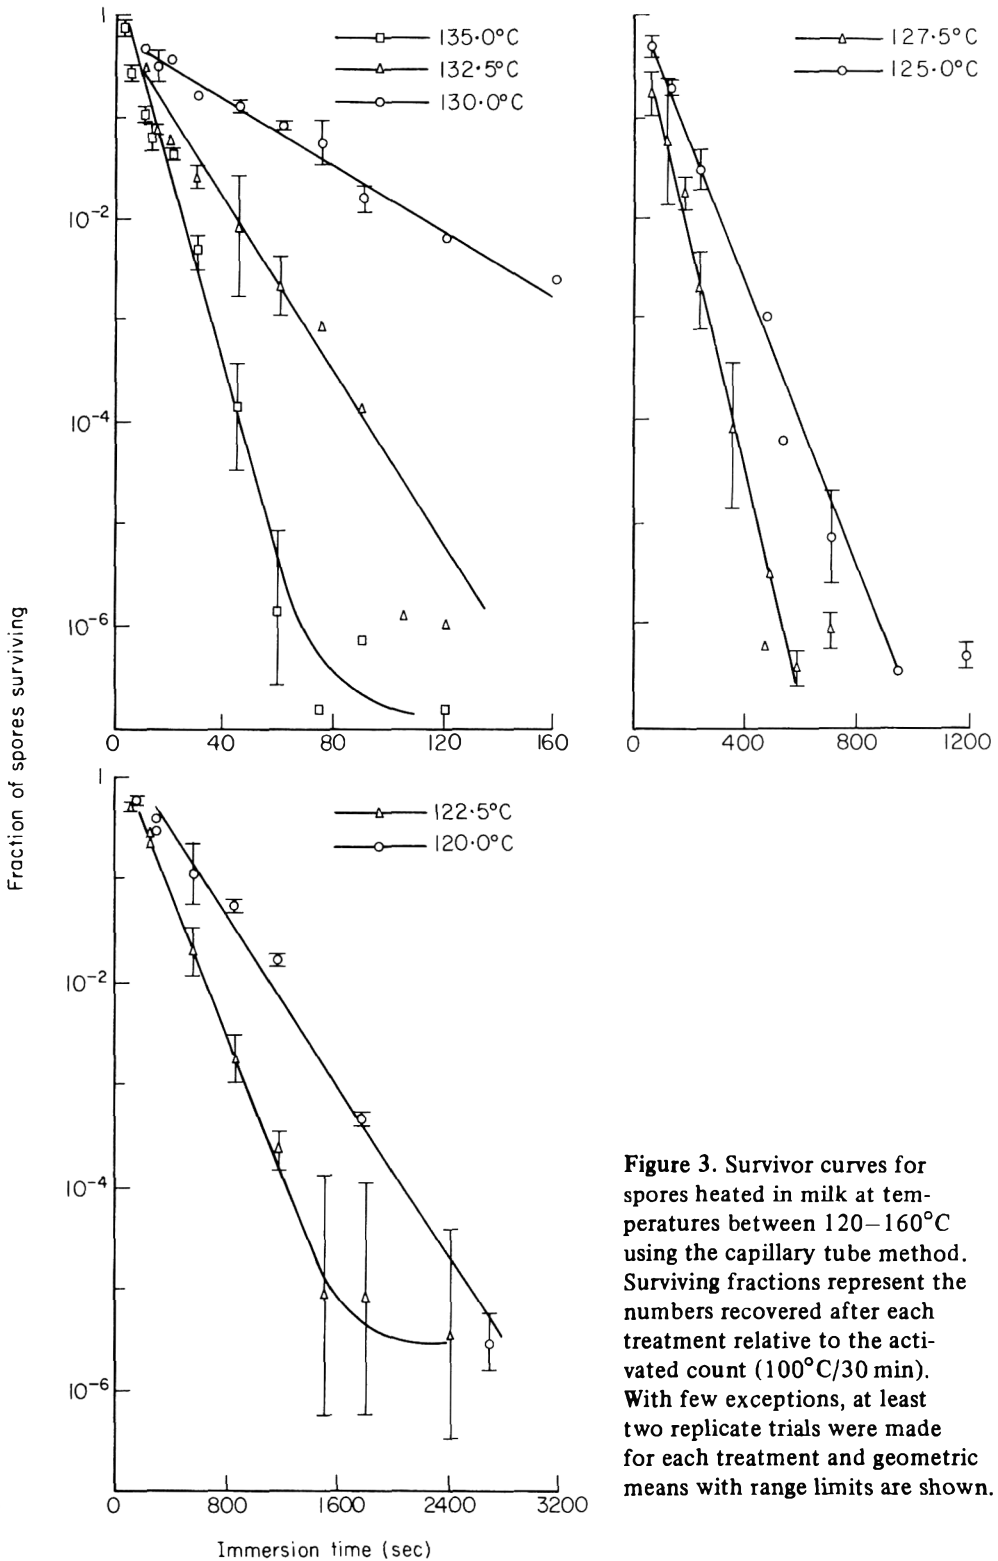 Fraction of spores surviving
1
10⁻²
10⁻⁴
10⁻⁶
135·0°C
132·5°C
130·0°C
0 40 80 120 160
127·5°C
125·0°C
0 400 800 1200
1
10⁻²
10⁻⁴
10⁻⁶
122·5°C
120·0°C
0 800 1600 2400 3200
Immersion time (sec)
Figure 3. Survivor curves for
spores heated in milk at tem-
peratures between 120–160°C
using the capillary tube method.
Surviving fractions represent the
numbers recovered after each
treatment relative to the acti-
vated count (100°C/30 min).
With few exceptions, at least
two replicate trials were made
for each treatment and geometric
means with range limits are shown.